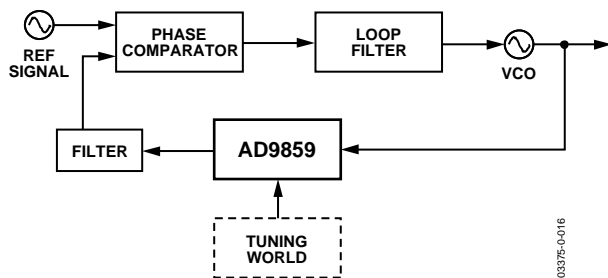 REF
SIGNAL
PHASE
COMPARATOR
LOOP
FILTER
VCO
FILTER
AD9859
TUNING
WORLD
03375-0-016